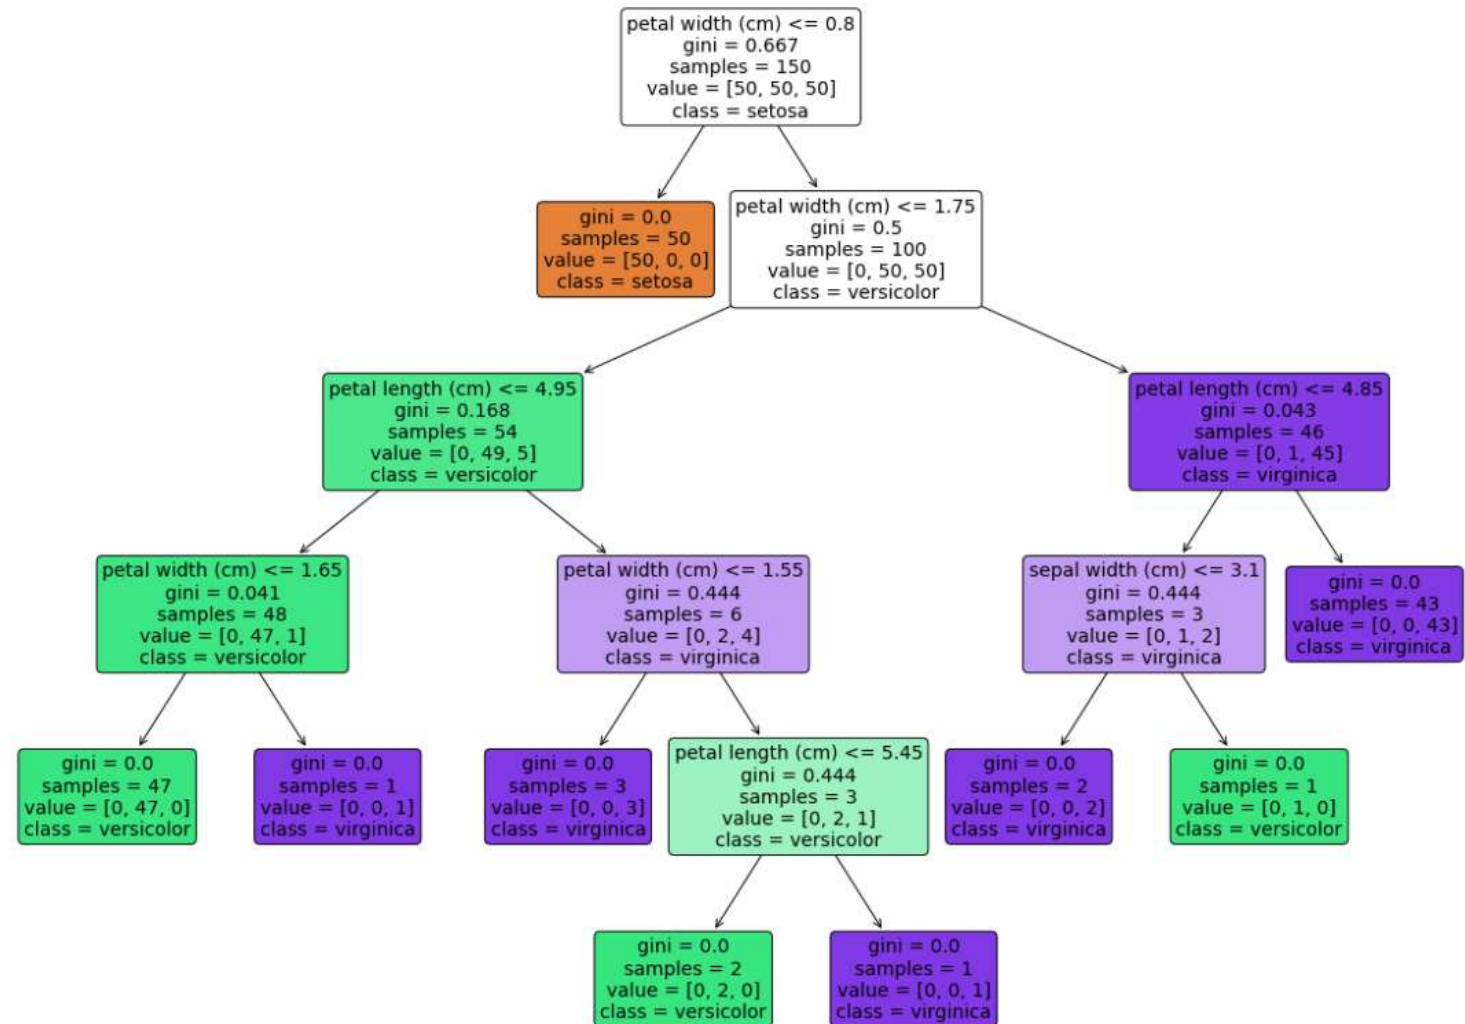 petal width (cm) <= 0.8
gini = 0.667
samples = 150
value = [50, 50, 50]
class = setosa
gini = 0.0
samples = 50
value = [50, 0, 0]
class = setosa
petal width (cm) <= 1.75
gini = 0.5
samples = 100
value = [0, 50, 50]
class = versicolor
petal length (cm) <= 4.95
gini = 0.168
samples = 54
value = [0, 49, 5]
class = versicolor
petal length (cm) <= 4.85
gini = 0.043
samples = 46
value = [0, 1, 45]
class = virginica
petal width (cm) <= 1.65
gini = 0.041
samples = 48
value = [0, 47, 1]
class = versicolor
petal width (cm) <= 1.55
gini = 0.444
samples = 6
value = [0, 2, 4]
class = virginica
sepal width (cm) <= 3.1
gini = 0.444
samples = 3
value = [0, 1, 2]
class = virginica
gini = 0.0
samples = 43
value = [0, 0, 43]
class = virginica
gini = 0.0
samples = 47
value = [0, 47, 0]
class = versicolor
gini = 0.0
samples = 1
value = [0, 0, 1]
class = virginica
gini = 0.0
samples = 3
value = [0, 0, 3]
class = virginica
petal length (cm) <= 5.45
gini = 0.444
samples = 3
value = [0, 2, 1]
class = versicolor
gini = 0.0
samples = 2
value = [0, 0, 2]
class = virginica
gini = 0.0
samples = 1
value = [0, 1, 0]
class = versicolor
gini = 0.0
samples = 2
value = [0, 2, 0]
class = versicolor
gini = 0.0
samples = 1
value = [0, 0, 1]
class = virginica